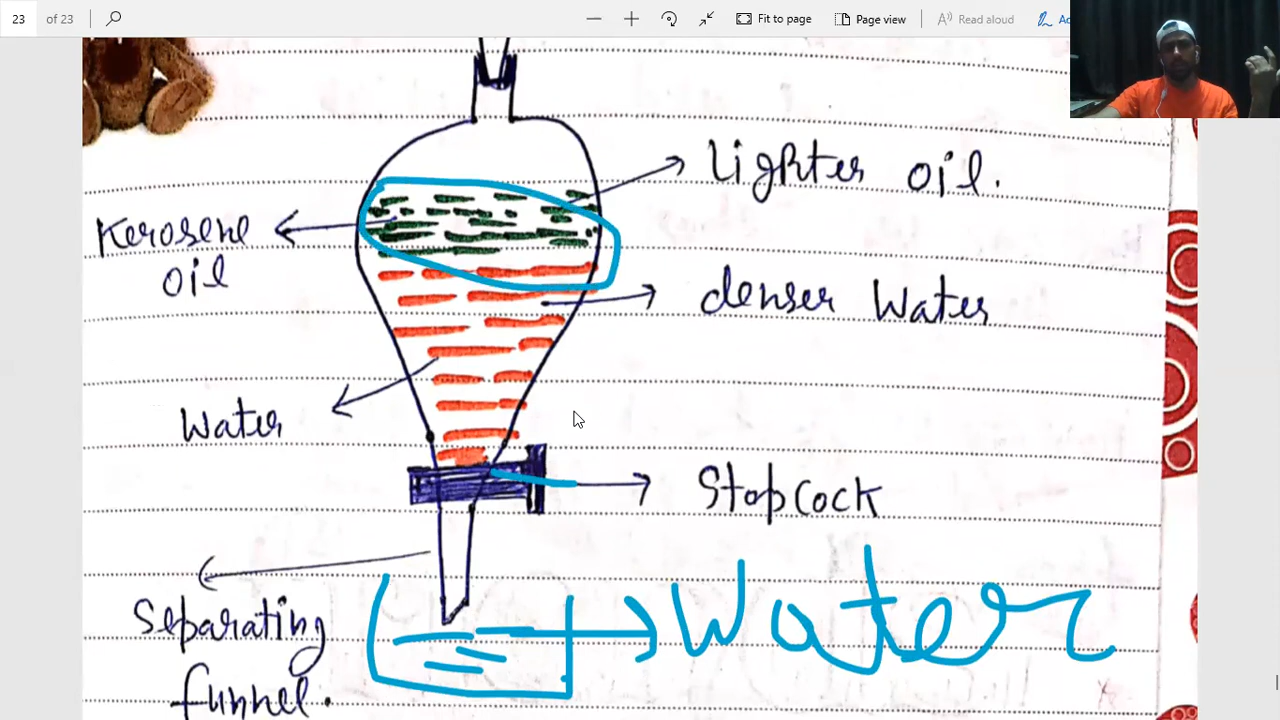 23 of 23
Fit to page
Page view
Read aloud
Lighter oil.
Kerosene
oil
denser Water
Water
Stopcock
Water
Separating
funnel.